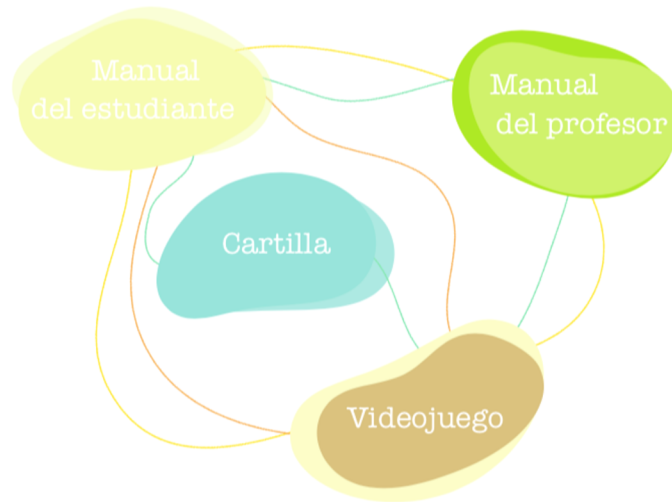 Manual
del estudiante
Manual
del profesor
Cartilla
Videojuego